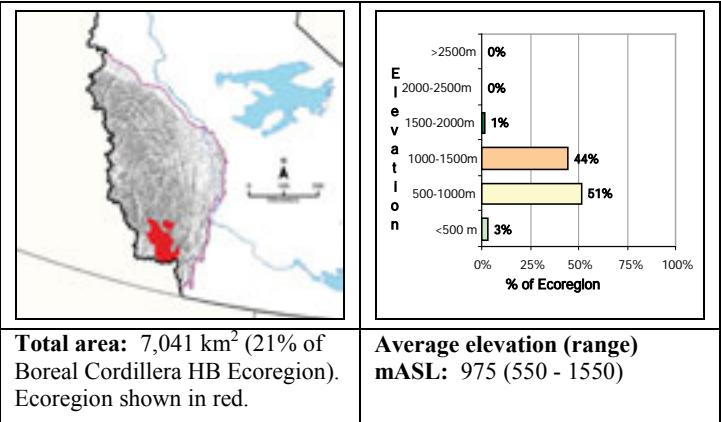 Elevation
>2500m 0%
2000-2500m 0%
1500-2000m 1%
1000-1500m 44%
500-1000m 51%
<500 m 3%
0% 25% 50% 75% 100%
% of Ecoregion
Total area: 7,041 km² (21% of
Boreal Cordillera HB Ecoregion).
Ecoregion shown in red.
Average elevation (range)
mASL: 975 (550 - 1550)